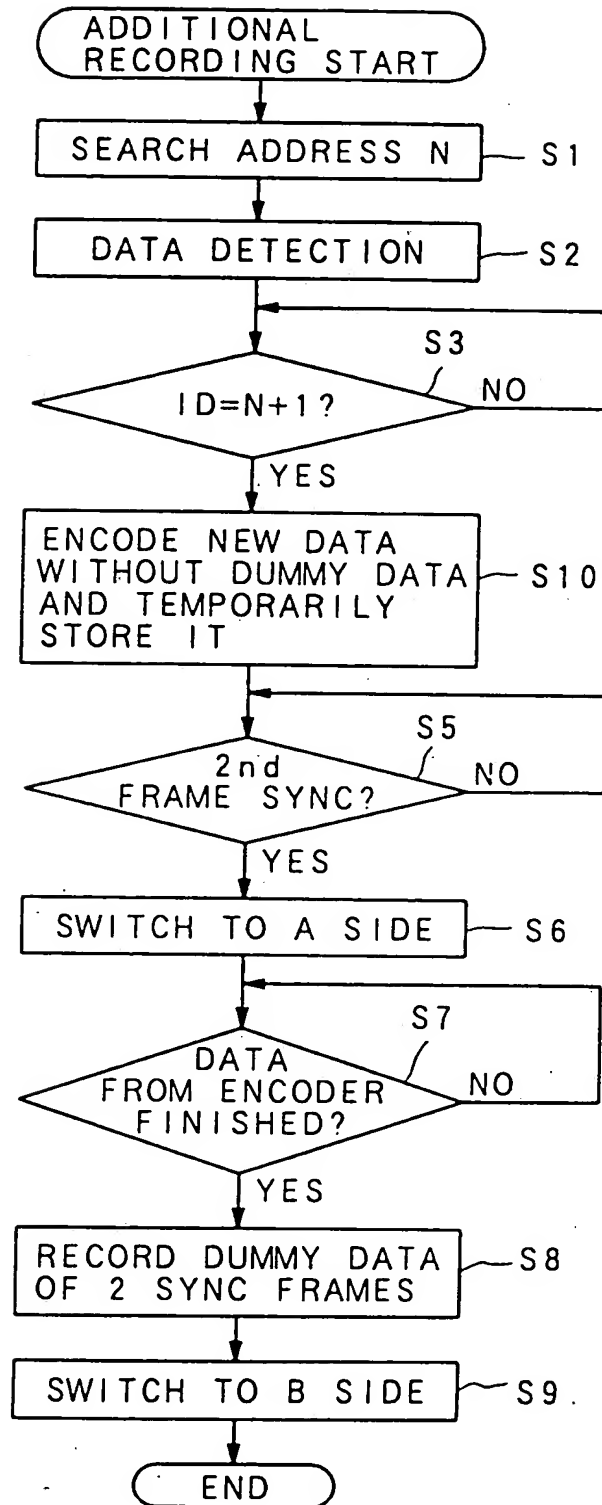 ADDITIONAL
RECORDING START
SEARCH ADDRESS N
S1
DATA DETECTION
S2
S3
ID=N+1?
NO
YES
ENCODE NEW DATA
WITHOUT DUMMY DATA
AND TEMPORARILY
STORE IT
S10
S5
2nd
FRAME SYNC?
NO
YES
SWITCH TO A SIDE
S6
S7
DATA
FROM ENCODER
FINISHED?
NO
YES
RECORD DUMMY DATA
OF 2 SYNC FRAMES
S8
SWITCH TO B SIDE
S9
END